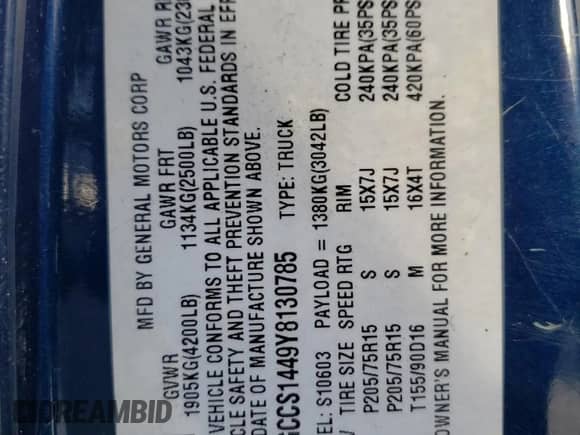 MFD BY GENERAL MOTORS CORP
GVWR GAWR FRT GAWR R
1905KG(4200LB) 1134KG(2500LB) 1043KG(230
VEHICLE CONFORMS TO ALL APPLICABLE U.S. FEDERAL
CLE SAFETY AND THEFT PREVENTION STANDARDS IN EF
DATE OF MANUFACTURE SHOWN ABOVE.
GCCS1449Y8130785 TYPE: TRUCK
EL: S10603 PAYLOAD = 1380KG(3042LB)
TIRE SIZE SPEED RTG RIM COLD TIRE PR
P205/75R15 S 15X7J 240KPA(35PS
P205/75R15 S 15X7J 240KPA(35PS
T155/90D16 M 16X4T 420KPA(60PS
OWNER'S MANUAL FOR MORE INFORMATION.
DREAMBID